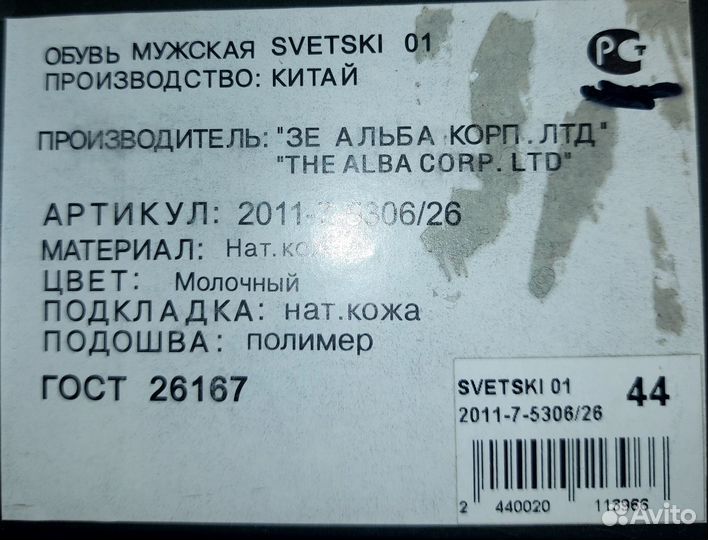 ОБУВЬ МУЖСКАЯ SVETSKI 01
ПРОИЗВОДСТВО: КИТАЙ
РСТ
ПРОИЗВОДИТЕЛЬ: "ЗЕ АЛЬБА КОРП.ЛТД"
"THE ALBA CORP. LTD"
АРТИКУЛ: 2011-7-5306/26
МАТЕРИАЛ: Нат.кожа
ЦВЕТ: Молочный
ПОДКЛАДКА: нат.кожа
ПОДОШВА: полимер
ГОСТ 26167
SVETSKI 01 44
2011-7-5306/26
2 440020 113966
Avito